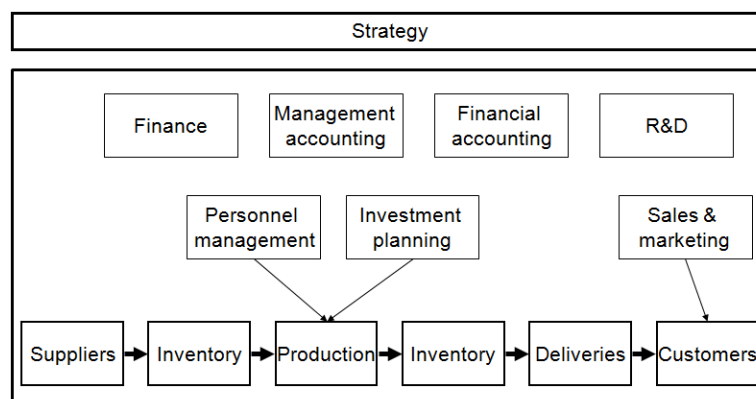 Strategy
Finance
Management
accounting
Financial
accounting
R&D
Personnel
management
Investment
planning
Sales &
marketing
Suppliers
Inventory
Production
Inventory
Deliveries
Customers